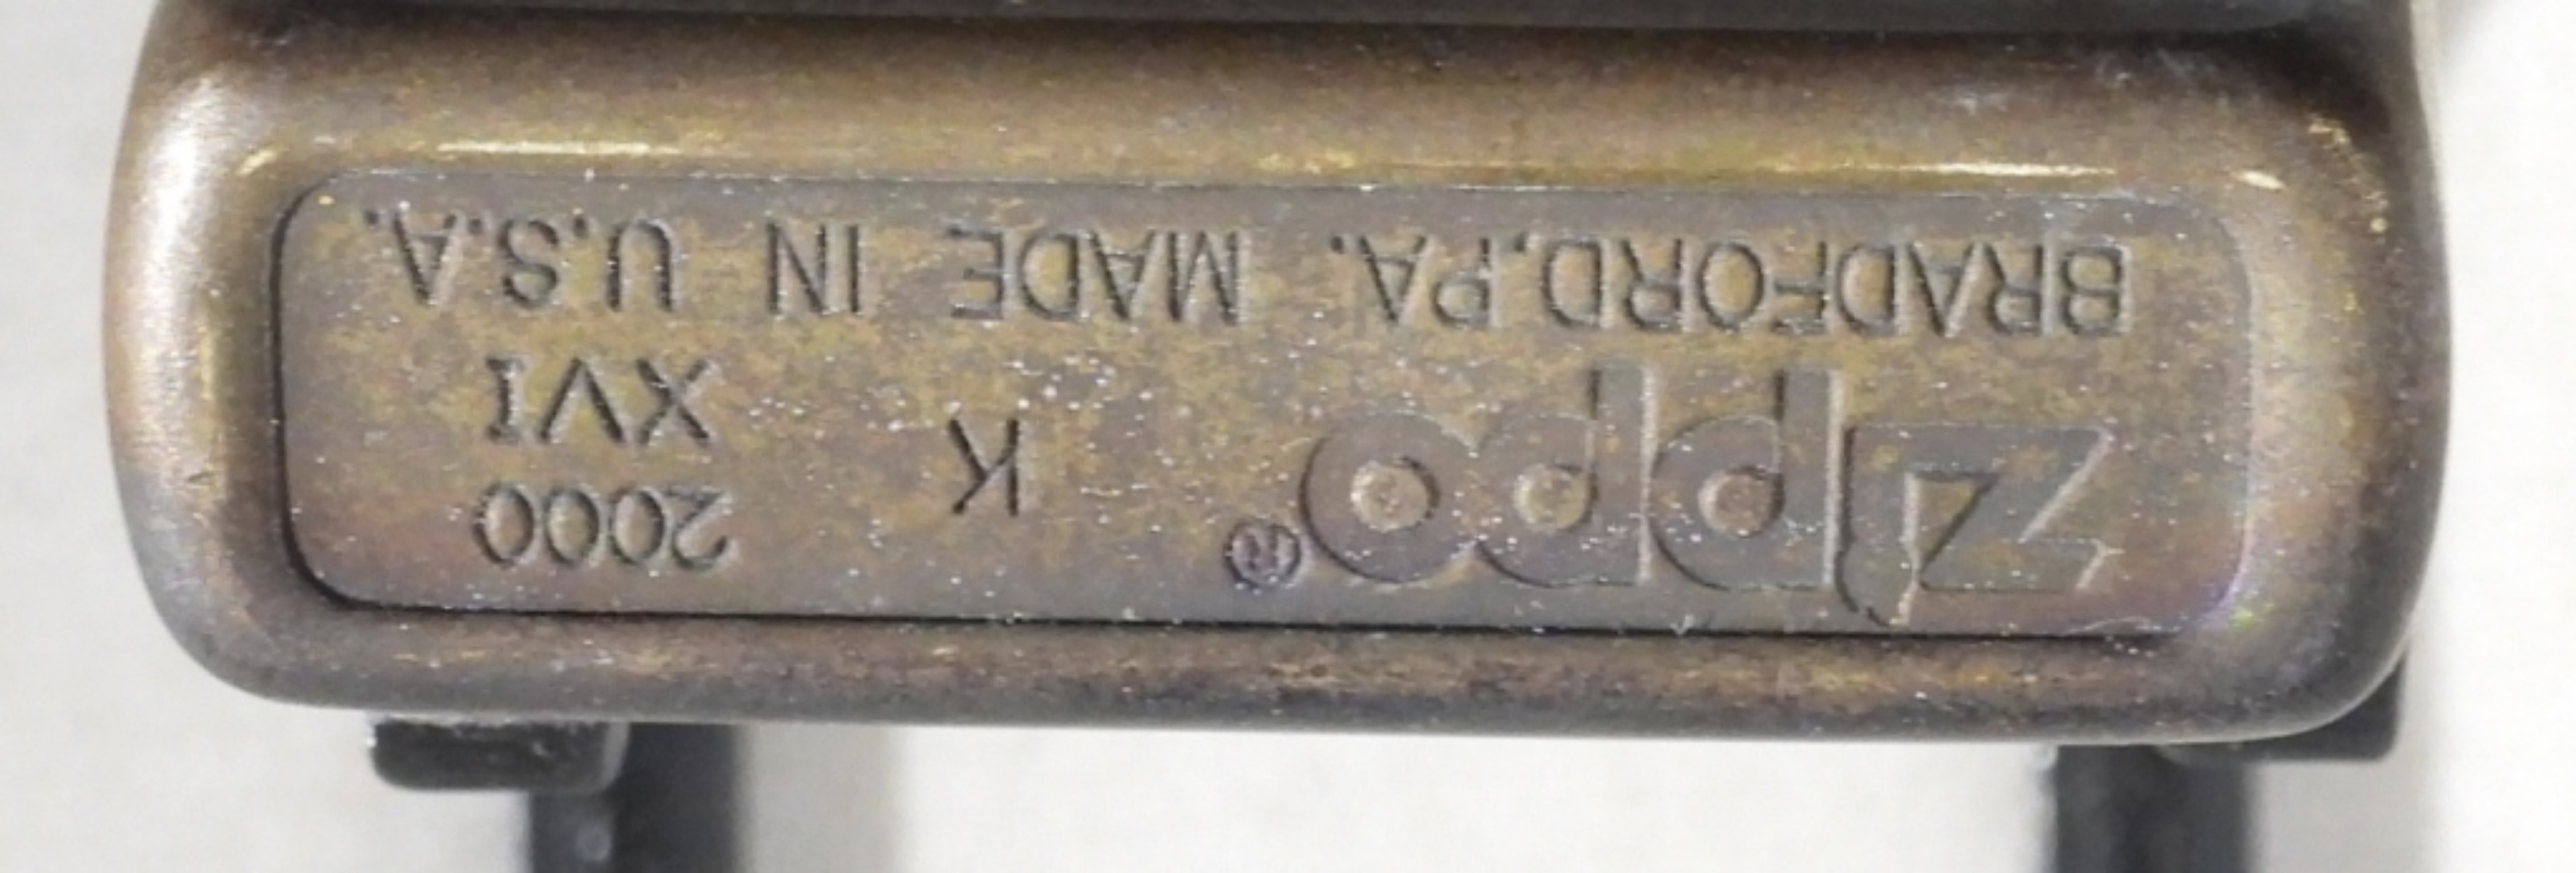 Zippo® K 2000
XVI
BRADFORD,PA. MADE IN U.S.A.